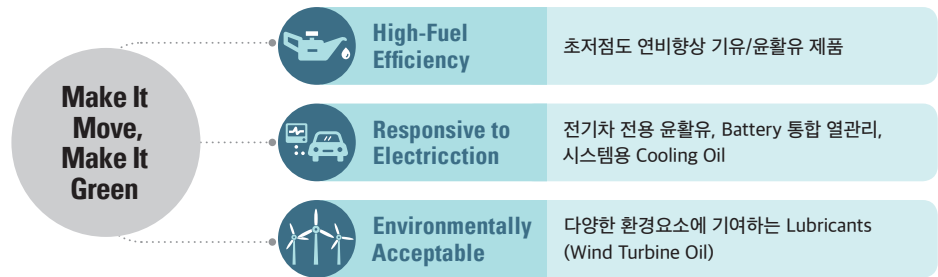 Make It
Move,
Make It
Green
High-Fuel
Efficiency
초저점도 연비향상 기유/윤활유 제품
Responsive to
Electricction
전기차 전용 윤활유, Battery 통합 열관리,
시스템용 Cooling Oil
Environmentally
Acceptable
다양한 환경요소에 기여하는 Lubricants
(Wind Turbine Oil)